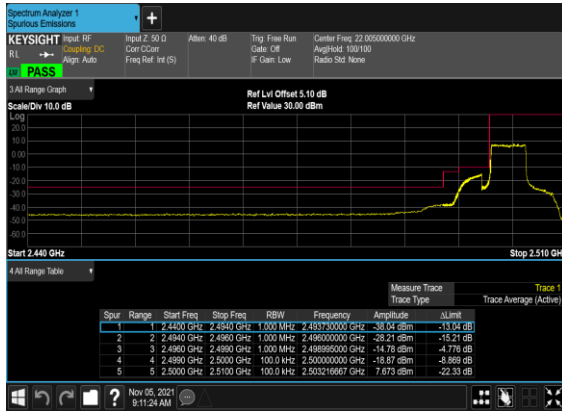 Spectrum Analyzer 1
Spurious Emissions
+
KEYSIGHT
RL
Input: RF
Coupling: DC
Align: Auto
Input Z: 50 Ω
Corr CCorr
Freq Ref: Int (S)
Atten: 40 dB
Trig: Free Run
Gate: Off
IF Gain: Low
Center Freq: 22.005000000 GHz
Avg|Hold: 100/100
Radio Std: None
LV PASS
3 All Range Graph
Scale/Div 10.0 dB
Ref Lvl Offset 5.10 dB
Ref Value 30.00 dBm
Log
20.0
10.0
0.00
-10.0
-20.0
-30.0
-40.0
-50.0
-60.0
Start 2.440 GHz
Stop 2.510 GH
4 All Range Table
Measure Trace Trace 1
Trace Type Trace Average (Active)
Spur Range Start Freq Stop Freq RBW Frequency Amplitude ΔLimit
1 1 2.4400 GHz 2.4940 GHz 1.000 MHz 2.493730000 GHz -38.04 dBm -13.04 dB
2 2 2.4940 GHz 2.4960 GHz 1.000 MHz 2.496000000 GHz -28.21 dBm -15.21 dB
3 3 2.4960 GHz 2.4990 GHz 1.000 MHz 2.498995000 GHz -14.78 dBm -4.776 dB
4 4 2.4990 GHz 2.5000 GHz 100.0 kHz 2.500000000 GHz -18.87 dBm -8.869 dB
5 5 2.5000 GHz 2.5100 GHz 100.0 kHz 2.503216667 GHz 7.673 dBm -22.33 dB
?
Nov 05, 2021
9:11:24 AM